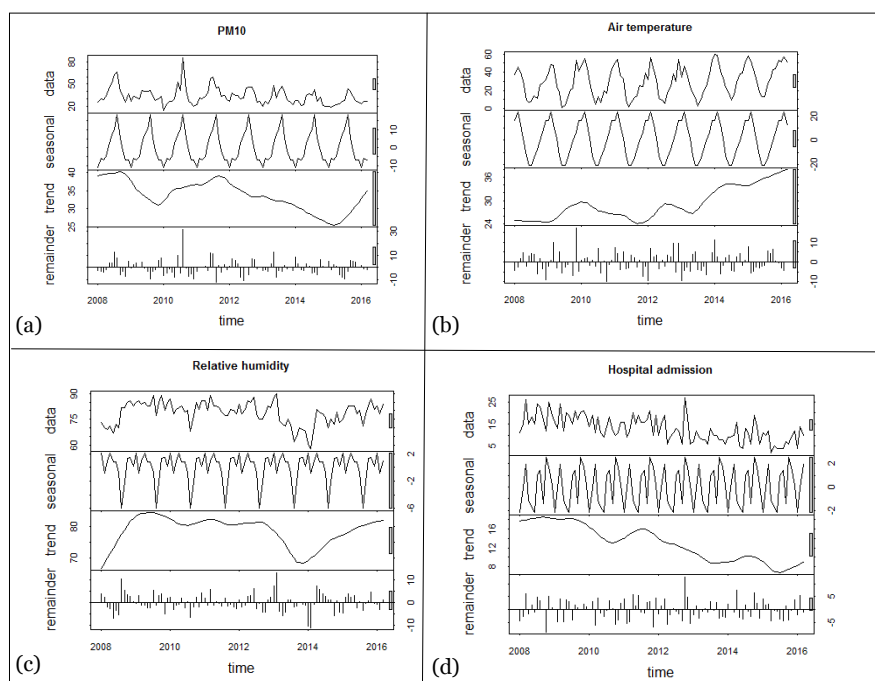 PM10
data
20 40 60 80
seasonal
-10 0 10
trend
25 30 35 40
remainder
-10 10 30
2008 2010 2012 2014 2016
time
(a)
Air temperature
data
0 20 40 60
seasonal
-20 0 20
trend
24 30 36
remainder
-10 0 10
2008 2010 2012 2014 2016
time
(b)
Relative humidity
data
60 75 90
seasonal
-6 -2 2
trend
70 80
remainder
-10 0 10
2008 2010 2012 2014 2016
time
(c)
Hospital admission
data
5 15 25
seasonal
-2 0 2
trend
8 12 16
remainder
-5 5
2008 2010 2012 2014 2016
time
(d)